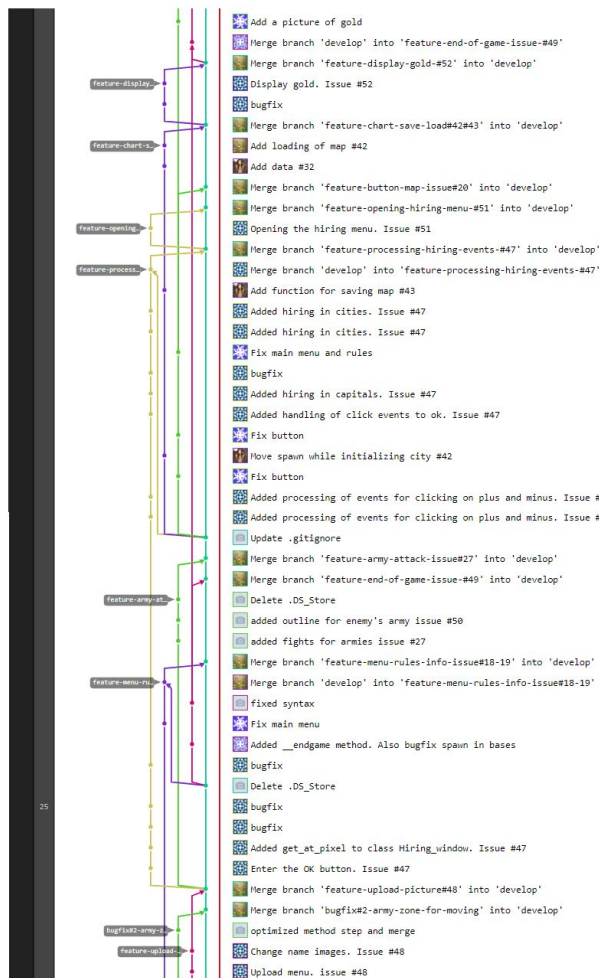 Add a picture of gold
Merge branch 'develop' into 'feature-end-of-game-issue-#49'
Merge branch 'feature-display-gold-#52' into 'develop'
feature-display…
Display gold. Issue #52
bugfix
Merge branch 'feature-chart-save-load#42#43' into 'develop'
feature-chart-s…
Add loading of map #42
Add data #32
Merge branch 'feature-button-map-issue#20' into 'develop'
Merge branch 'feature-opening-hiring-menu-#51' into 'develop'
feature-opening…
Opening the hiring menu. Issue #51
Merge branch 'feature-processing-hiring-events-#47' into 'develop'
feature-process…
Merge branch 'develop' into 'feature-processing-hiring-events-#47'
Add function for saving map #43
Added hiring in cities. Issue #47
Added hiring in cities. Issue #47
Fix main menu and rules
bugfix
Added hiring in capitals. Issue #47
Added handling of click events to ok. Issue #47
Fix button
Move spawn while initializing city #42
Fix button
Added processing of events for clicking on plus and minus. Issue #
Added processing of events for clicking on plus and minus. Issue #
Update .gitignore
Merge branch 'feature-army-attack-issue#27' into 'develop'
Merge branch 'feature-end-of-game-issue-#49' into 'develop'
feature-army-at…
Delete .DS_Store
added outline for enemy's army issue #50
added fights for armies issue #27
Merge branch 'feature-menu-rules-info-issue#18-19' into 'develop'
feature-menu-ru…
Merge branch 'develop' into 'feature-menu-rules-info-issue#18-19'
fixed syntax
Fix main menu
Added __endgame method. Also bugfix spawn in bases
bugfix
Delete .DS_Store
25
bugfix
bugfix
Added get_at_pixel to class Hiring_window. Issue #47
Enter the OK button. Issue #47
Merge branch 'feature-upload-picture#48' into 'develop'
Merge branch 'bugfix#2-army-zone-for-moving' into 'develop'
bugfix#2-army-z…
optimized method step and merge
feature-upload-…
Change name images. Issue #48
Upload menu. issue #48